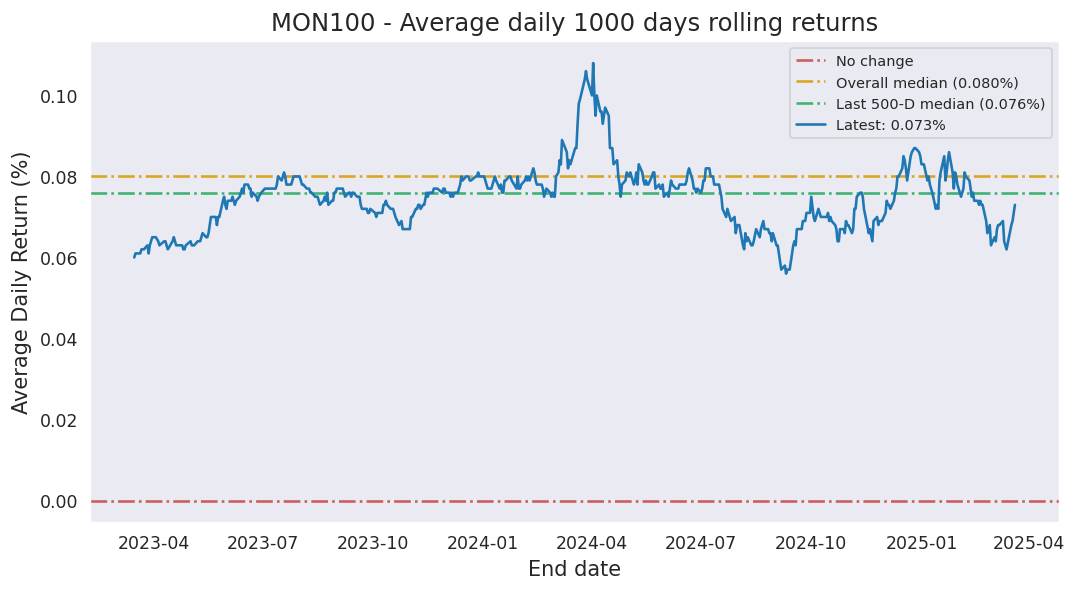 MON100 - Average daily 1000 days rolling returns
No change
Overall median (0.080%)
Last 500-D median (0.076%)
Latest: 0.073%
Average Daily Return (%)
0.10
0.08
0.06
0.04
0.02
0.00
2023-04 2023-07 2023-10 2024-01 2024-04 2024-07 2024-10 2025-01 2025-04
End date